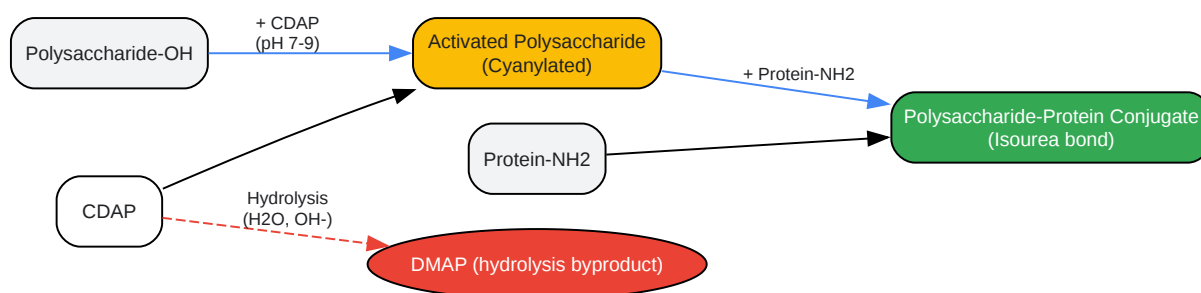 Polysaccharide-OH
+ CDAP
(pH 7-9)
Activated Polysaccharide
(Cyanylated)
+ Protein-NH2
Polysaccharide-Protein Conjugate
(Isourea bond)
Protein-NH2
CDAP
Hydrolysis
(H2O, OH-)
DMAP (hydrolysis byproduct)